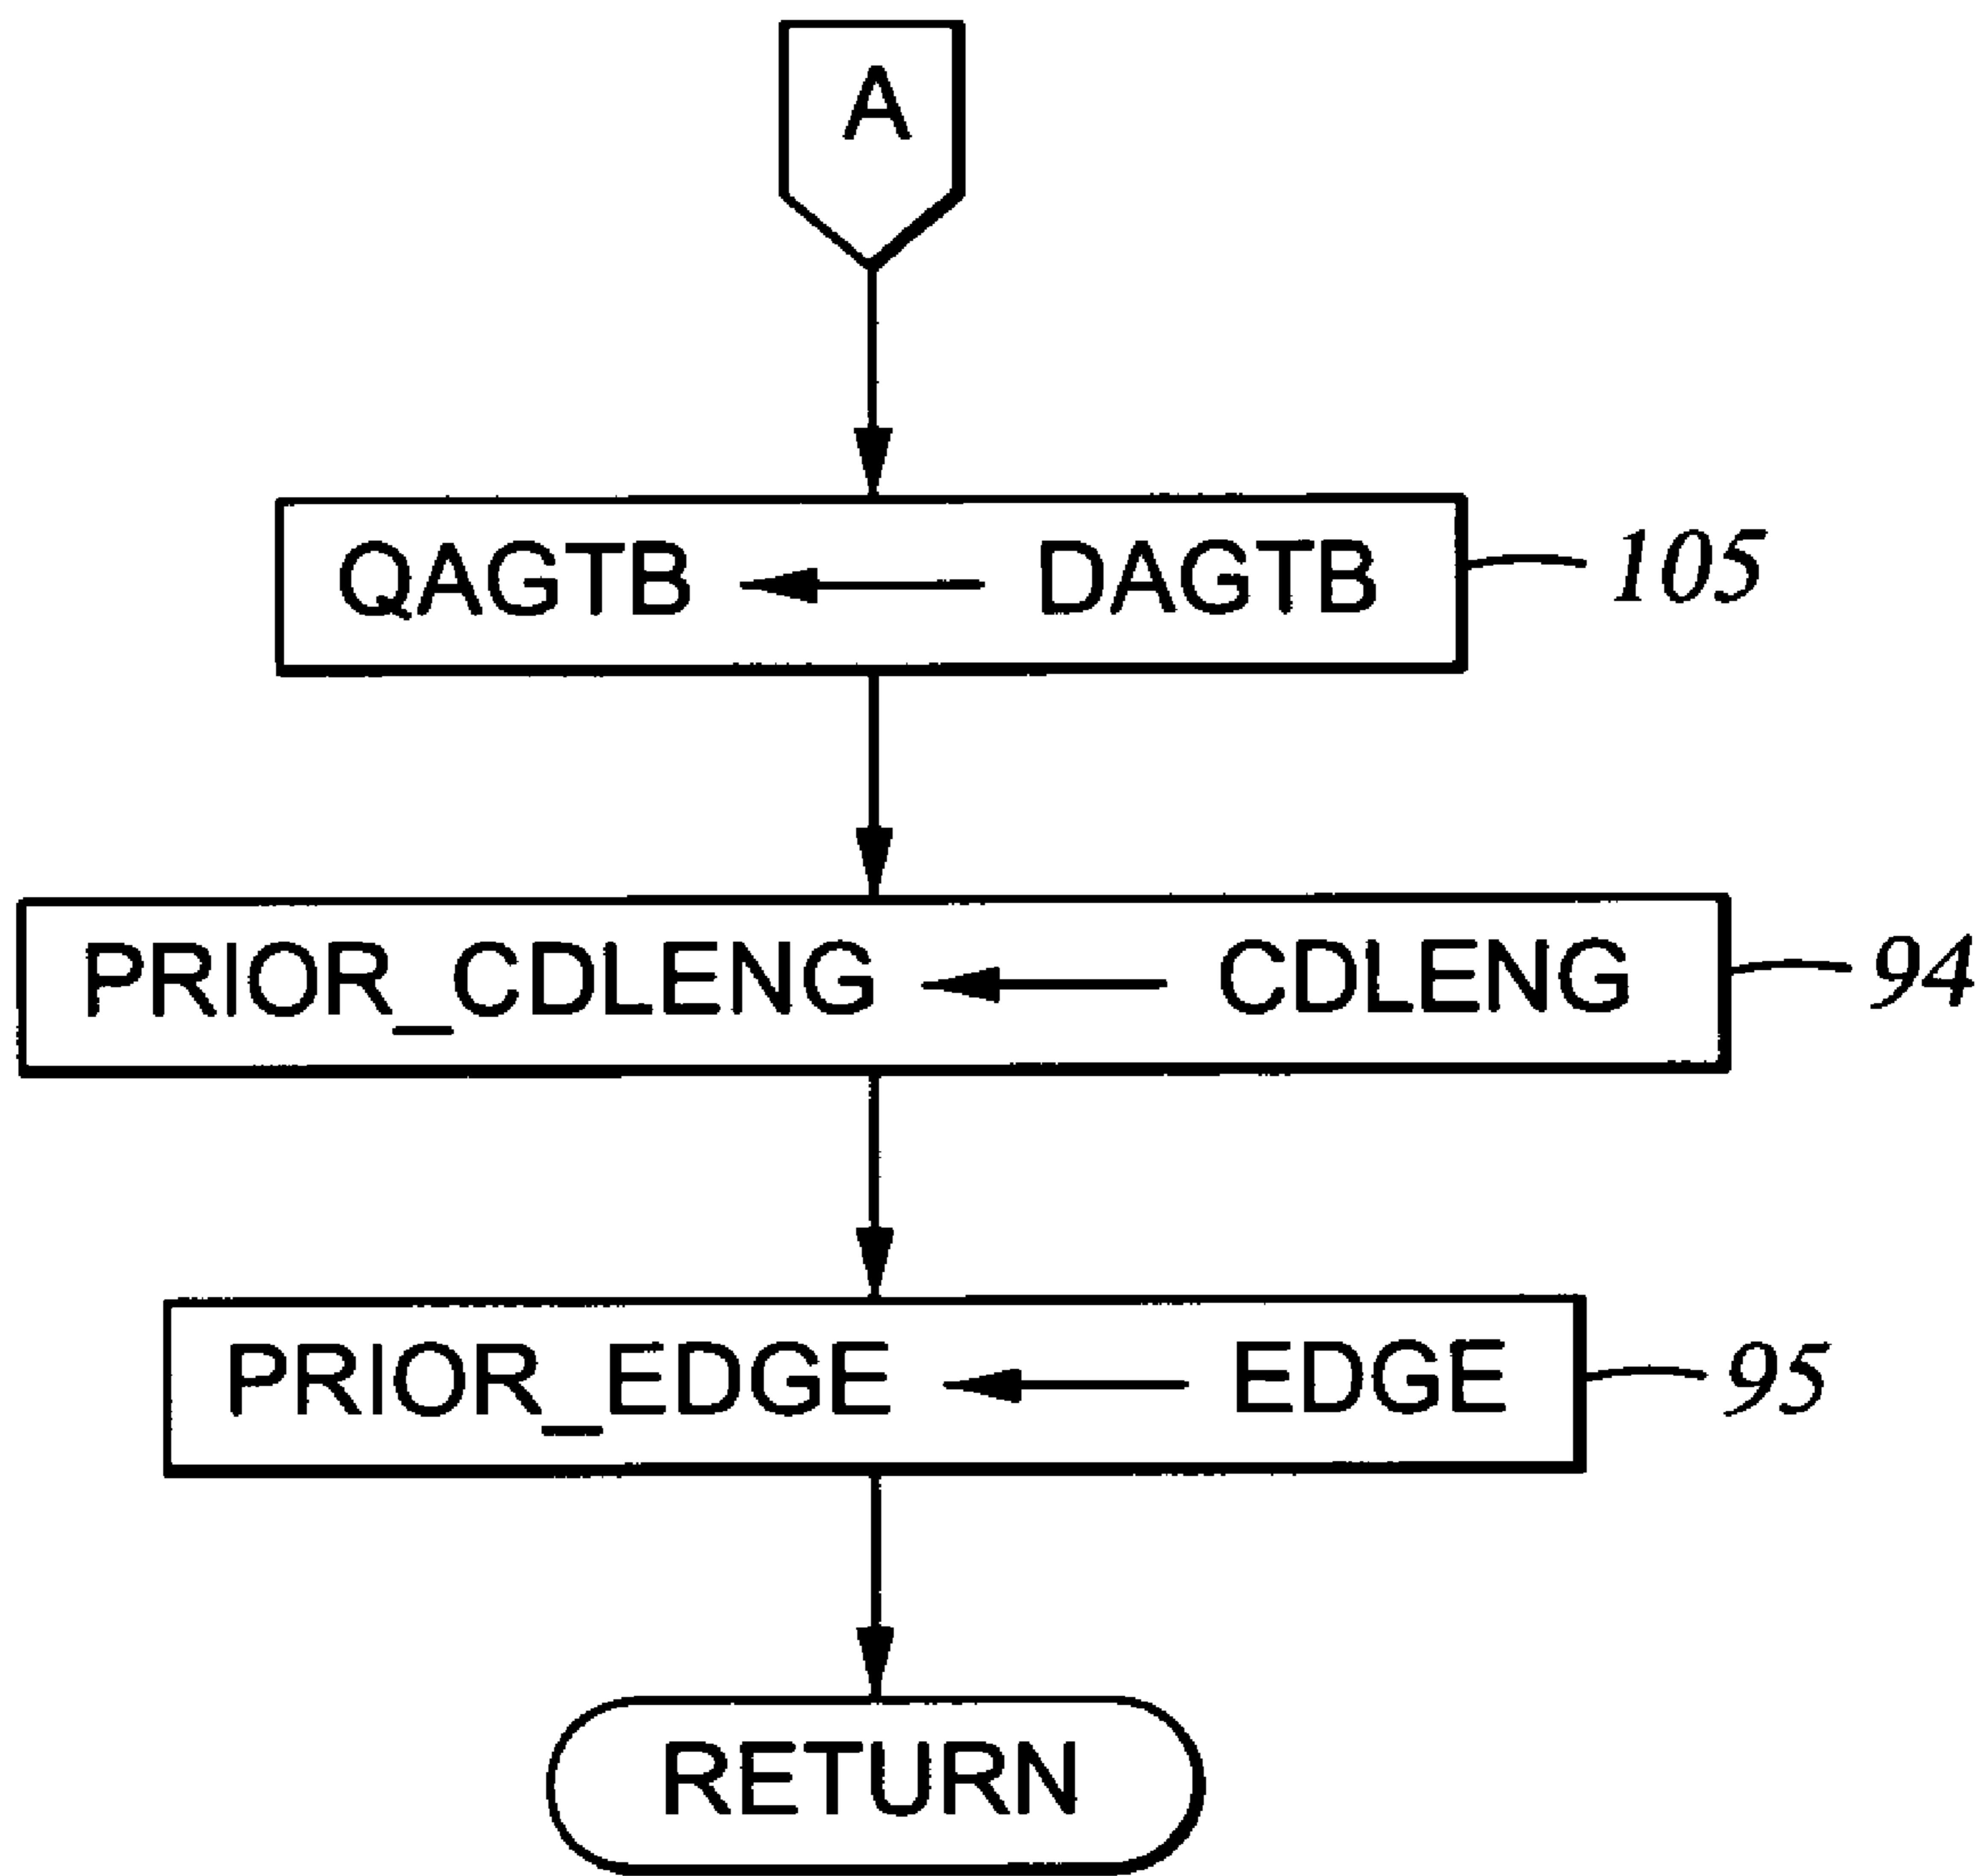 A
QAGTB ← DAGTB 105
PRIOR_CDLENG ← CDLENG 94
PRIOR_EDGE ← EDGE 95
RETURN